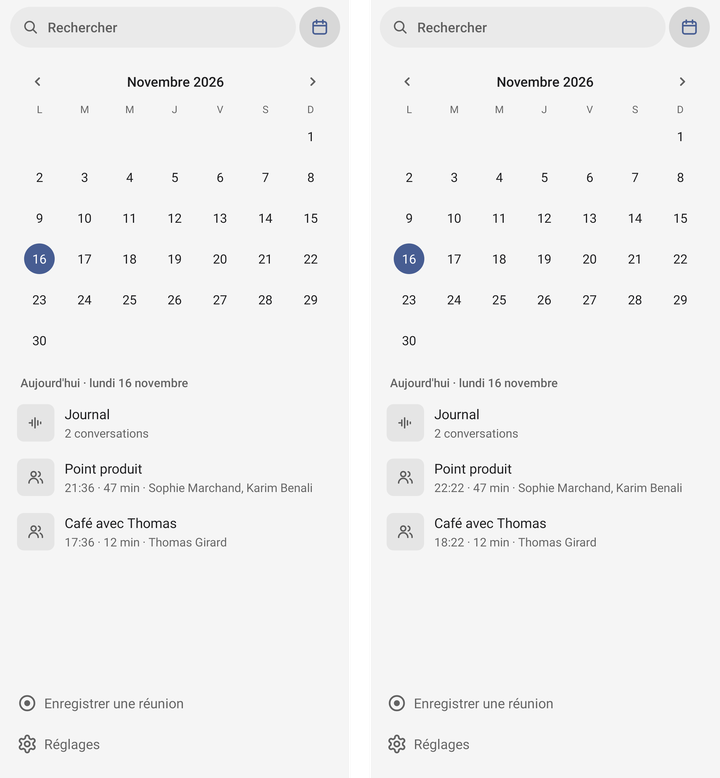 Rechercher
Novembre 2026
L M M J V S D
1
2 3 4 5 6 7 8
9 10 11 12 13 14 15
16 17 18 19 20 21 22
23 24 25 26 27 28 29
30
Aujourd'hui · lundi 16 novembre
Journal
2 conversations
Point produit
21:36 · 47 min · Sophie Marchand, Karim Benali
Café avec Thomas
17:36 · 12 min · Thomas Girard
Enregistrer une réunion
Réglages
Rechercher
Novembre 2026
L M M J V S D
1
2 3 4 5 6 7 8
9 10 11 12 13 14 15
16 17 18 19 20 21 22
23 24 25 26 27 28 29
30
Aujourd'hui · lundi 16 novembre
Journal
2 conversations
Point produit
22:22 · 47 min · Sophie Marchand, Karim Benali
Café avec Thomas
18:22 · 12 min · Thomas Girard
Enregistrer une réunion
Réglages